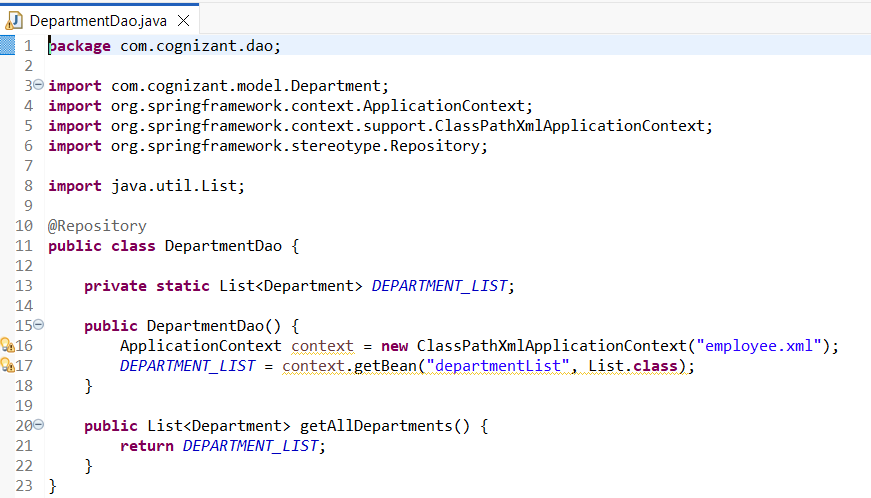 DepartmentDao.java
1 package com.cognizant.dao;
2
3 import com.cognizant.model.Department;
4 import org.springframework.context.ApplicationContext;
5 import org.springframework.context.support.ClassPathXmlApplicationContext;
6 import org.springframework.stereotype.Repository;
7
8 import java.util.List;
9
10 @Repository
11 public class DepartmentDao {
12
13     private static List<Department> DEPARTMENT_LIST;
14
15     public DepartmentDao() {
16         ApplicationContext context = new ClassPathXmlApplicationContext("employee.xml");
17         DEPARTMENT_LIST = context.getBean("departmentList", List.class);
18     }
19
20     public List<Department> getAllDepartments() {
21         return DEPARTMENT_LIST;
22     }
23 }